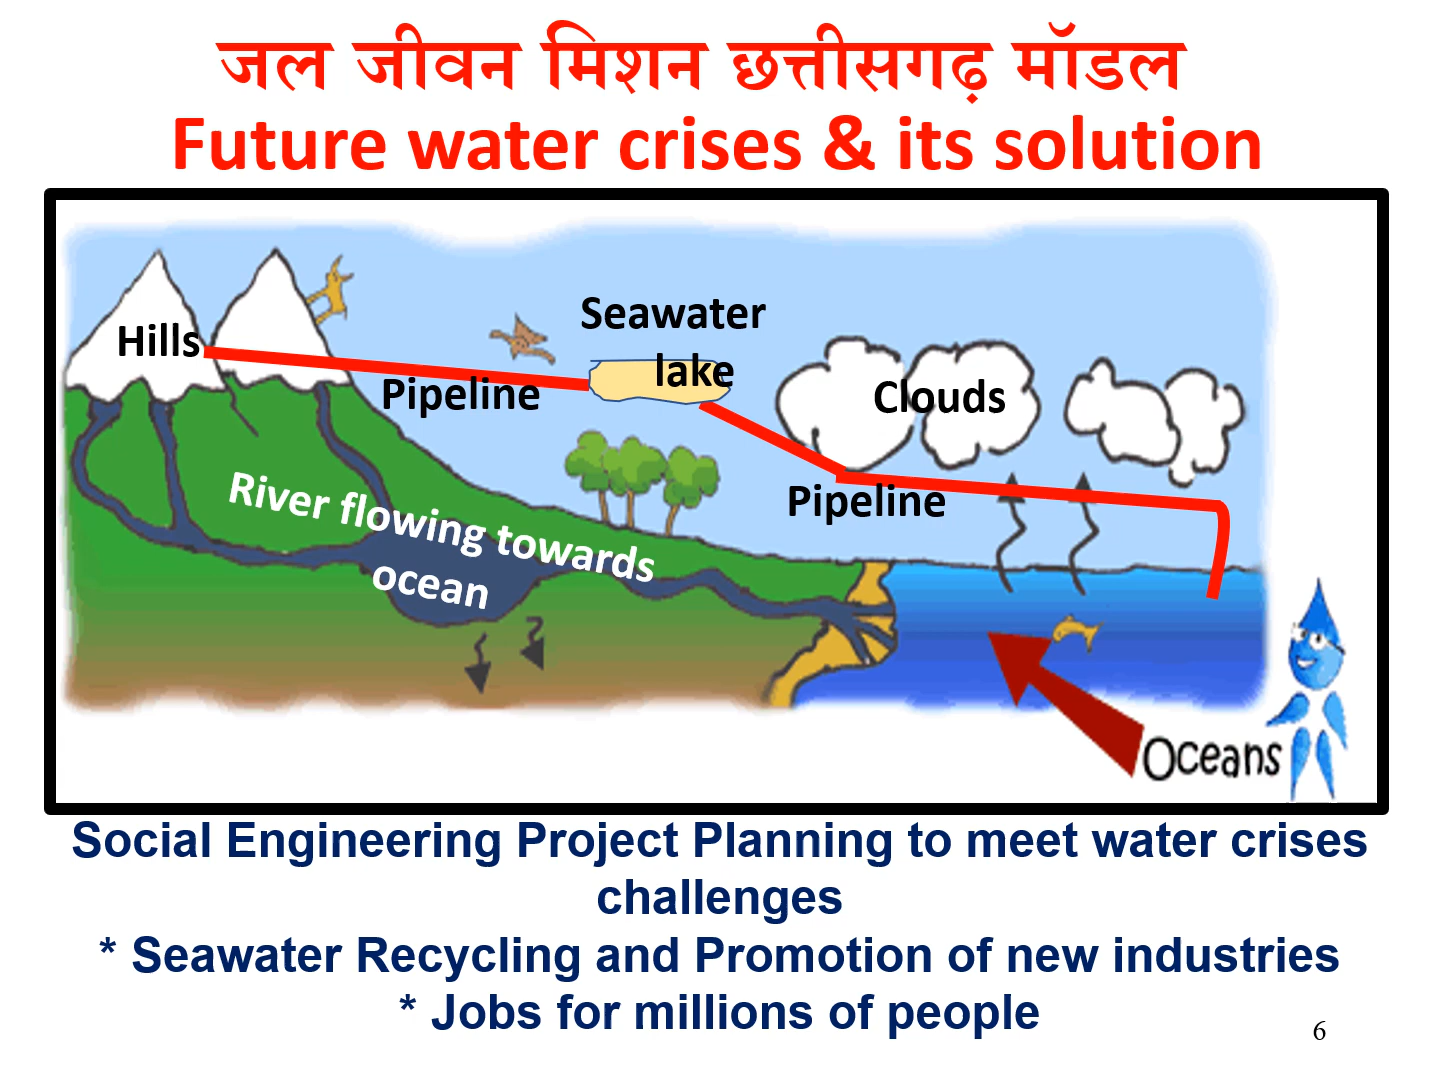 जल जीवन मिशन छत्तीसगढ़ मॉडल
Future water crises & its solution
Hills
Seawater
lake
Pipeline
Clouds
Pipeline
River flowing towards
ocean
Oceans
Social Engineering Project Planning to meet water crises
challenges
* Seawater Recycling and Promotion of new industries
* Jobs for millions of people
6